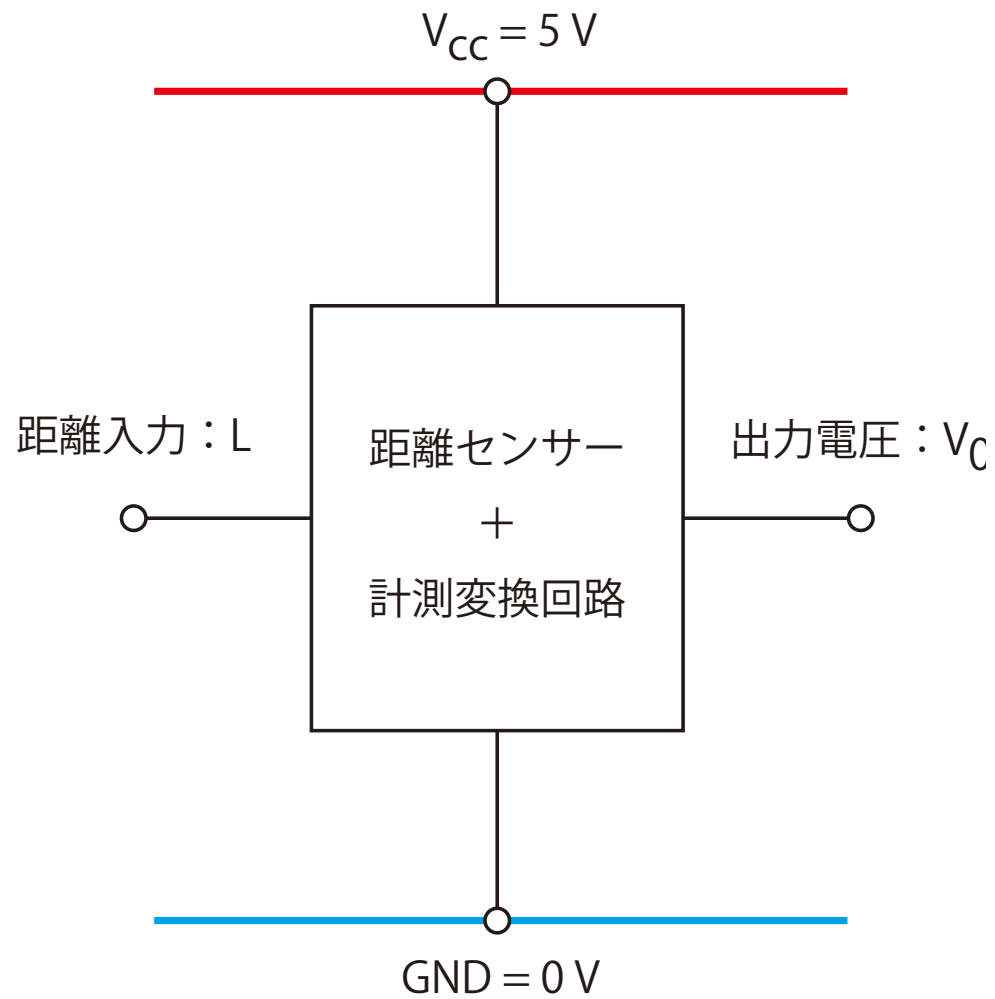 Vcc = 5 V
距離入力：L
距離センサー
＋
計測変換回路
出力電圧：V0
GND = 0 V